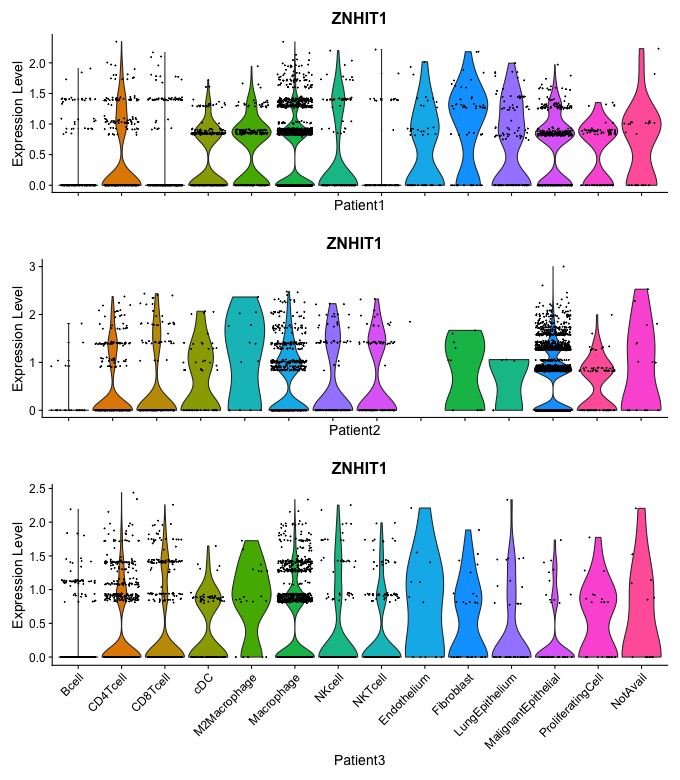 ZNHIT1
Expression Level
2.0
1.5
1.0
0.5
0.0
Patient1
ZNHIT1
Expression Level
3
2
1
0
Patient2
ZNHIT1
Expression Level
2.5
2.0
1.5
1.0
0.5
0.0
Bcell
CD4Tcell
CD8Tcell
cDC
M2Macrophage
Macrophage
NKcell
NKTcell
Endothelium
Fibroblast
LungEpithelium
MalignantEpithelial
ProliferatingCell
NotAvail
Patient3